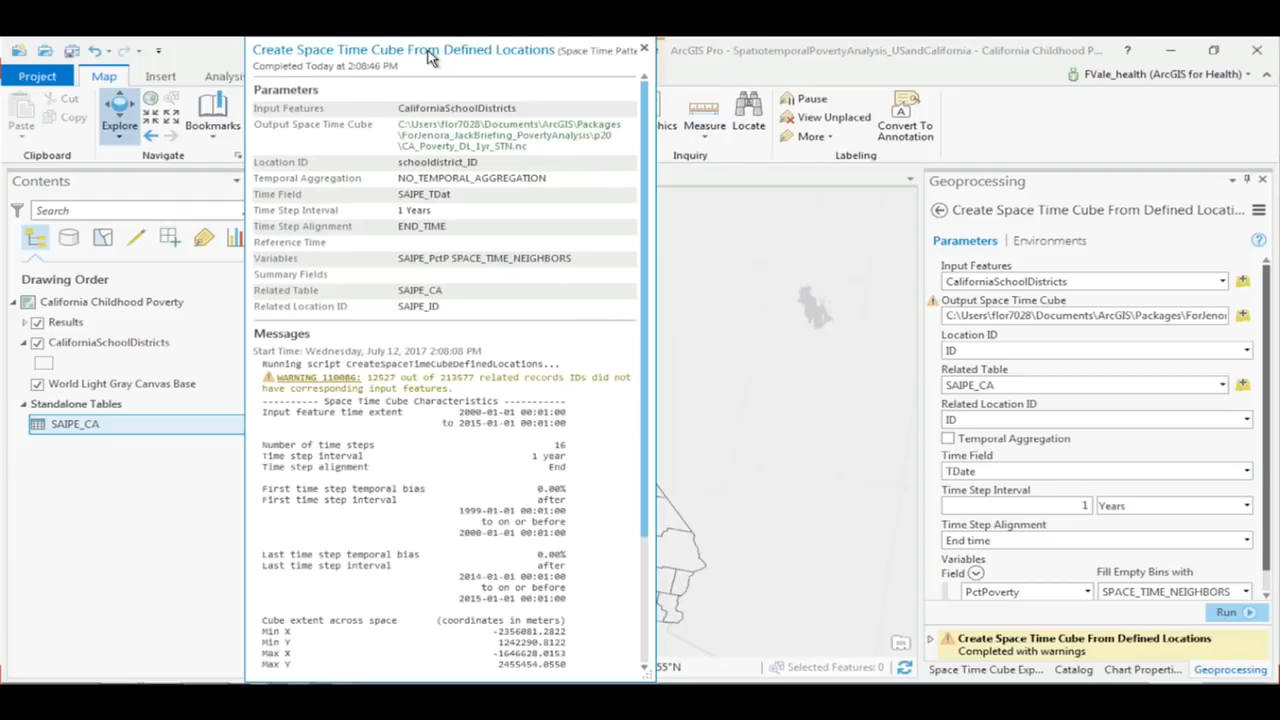 Create Space Time Cube From Defined Locations (Space Time Patte
Completed Today at 2:08:46 PM
ArcGIS Pro - SpatiotemporalPovertyAnalysis_USandCalifornia - California Childhood P...
Project
Map
Insert
Analysi
FVale_health (ArcGIS for Health)
Paste
Cut
Copy
Clipboard
Explore
Bookmarks
Navigate
hics
Measure
Locate
Inquiry
Pause
View Unplaced
More
Convert To
Annotation
Labeling
Contents
Search
Drawing Order
California Childhood Poverty
Results
CaliforniaSchoolDistricts
World Light Gray Canvas Base
Standalone Tables
SAIPE_CA
Parameters
Input Features CaliforniaSchoolDistricts
Output Space Time Cube C:\Users\flor7028\Documents\ArcGIS\Packages
\ForJenora_JackBriefing_PovertyAnalysis\p20
\CA_Poverty_DL_1yr_STN.nc
Location ID schooldistrict_ID
Temporal Aggregation NO_TEMPORAL_AGGREGATION
Time Field SAIPE_TDat
Time Step Interval 1 Years
Time Step Alignment END_TIME
Reference Time
Variables SAIPE_PctP SPACE_TIME_NEIGHBORS
Summary Fields
Related Table SAIPE_CA
Related Location ID SAIPE_ID
Messages
Start Time: Wednesday, July 12, 2017 2:08:08 PM
Running script CreateSpaceTimeCubeDefinedLocations...
WARNING 110086: 12527 out of 213577 related records IDs did not
have corresponding input features.
---------- Space Time Cube Characteristics -----------
Input feature time extent 2000-01-01 00:01:00
to 2015-01-01 00:01:00
Number of time steps 16
Time step interval 1 year
Time step alignment End
First time step temporal bias 0.00%
First time step interval after
1999-01-01 00:01:00
to on or before
2000-01-01 00:01:00
Last time step temporal bias 0.00%
Last time step interval after
2014-01-01 00:01:00
to on or before
2015-01-01 00:01:00
Cube extent across space (coordinates in meters)
Min X -2356081.2822
Min Y 1242290.8122
Max X -1646628.0153
Max Y 2455454.0550
55°N
Selected Features: 0
Geoprocessing
Create Space Time Cube From Defined Locati...
Parameters
Environments
Input Features
CaliforniaSchoolDistricts
Output Space Time Cube
C:\Users\flor7028\Documents\ArcGIS\Packages\ForJenor
Location ID
ID
Related Table
SAIPE_CA
Related Location ID
ID
Temporal Aggregation
Time Field
TDate
Time Step Interval
1 Years
Time Step Alignment
End time
Variables
Field Fill Empty Bins with
PctPoverty SPACE_TIME_NEIGHBORS
Run
Create Space Time Cube From Defined Locations
Completed with warnings
Space Time Cube Exp...
Catalog
Chart Properti...
Geoprocessing